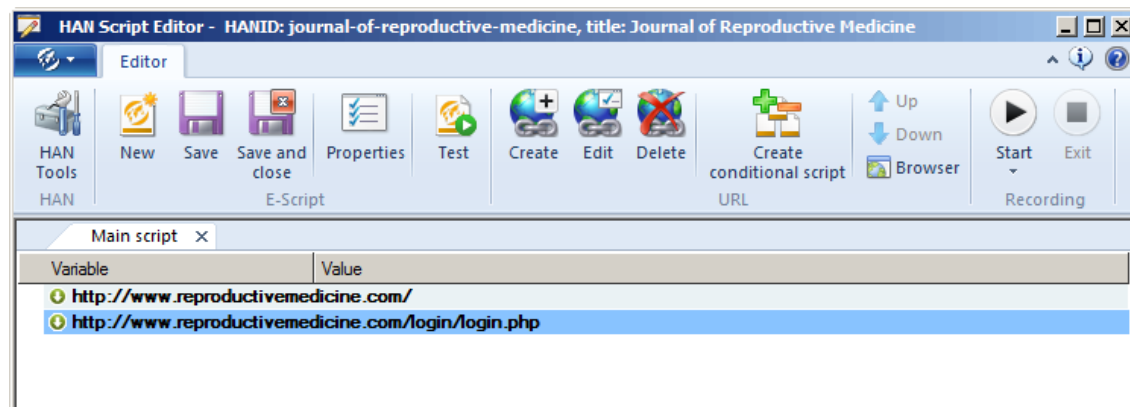 HAN Script Editor - HANID: journal-of-reproductive-medicine, title: Journal of Reproductive Medicine
Editor
HAN Tools
New
Save
Save and close
Properties
Test
Create
Edit
Delete
Create conditional script
Up
Down
Browser
Start
Exit
HAN
E-Script
URL
Recording
Main script
Variable Value
http://www.reproductivemedicine.com/
http://www.reproductivemedicine.com/login/login.php